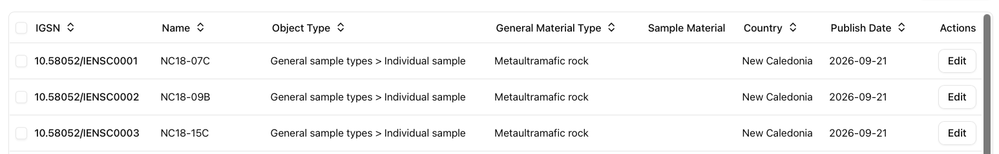 IGSN Name Object Type General Material Type Sample Material Country Publish Date Actions
10.58052/IENSC0001 NC18-07C General sample types > Individual sample Metaultramafic rock New Caledonia 2026-09-21 Edit
10.58052/IENSC0002 NC18-09B General sample types > Individual sample Metaultramafic rock New Caledonia 2026-09-21 Edit
10.58052/IENSC0003 NC18-15C General sample types > Individual sample Metaultramafic rock New Caledonia 2026-09-21 Edit